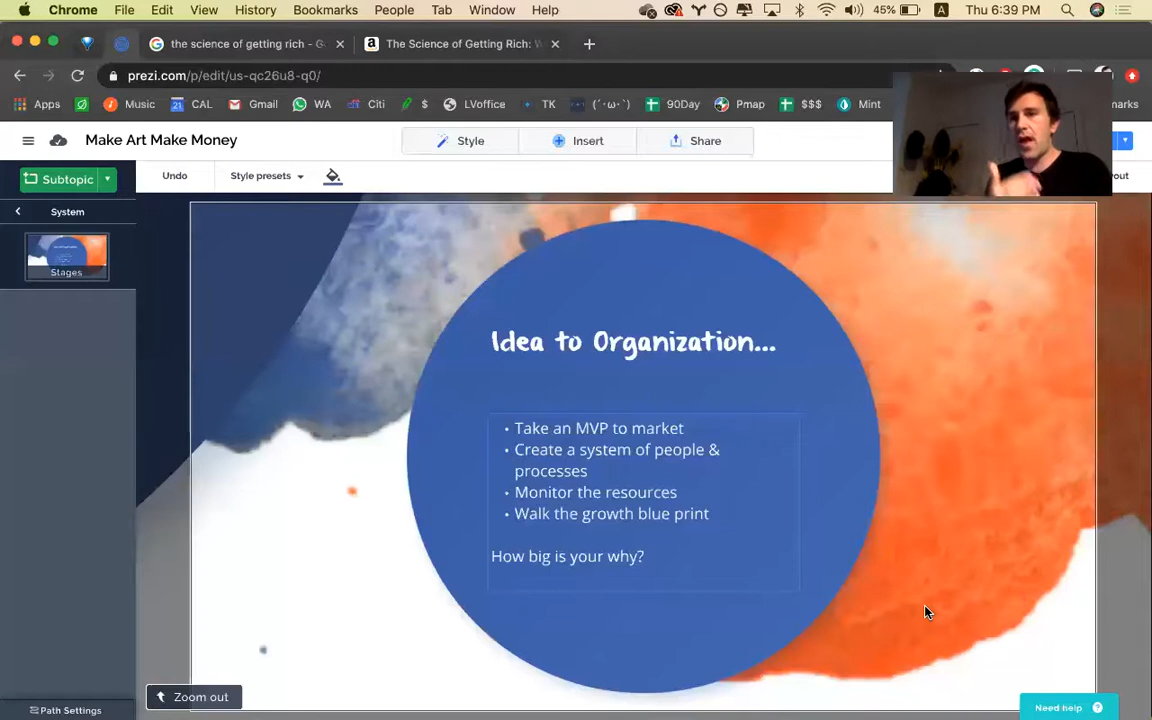 Chrome File Edit View History Bookmarks People Tab Window Help 45% A Thu 6:39 PM
the science of getting rich - G The Science of Getting Rich: W
prezi.com/p/edit/us-qc26u8-q0/
Apps Music 21 CAL Gmail WA Citi $ LVoffice TK 90Day Pmap $$$ Mint
Make Art Make Money Style Insert Share
Subtopic Undo Style presets
System
Stages
Idea to Organization...
• Take an MVP to market
• Create a system of people &
processes
• Monitor the resources
• Walk the growth blue print
How big is your why?
Zoom out
Path Settings Need help ?